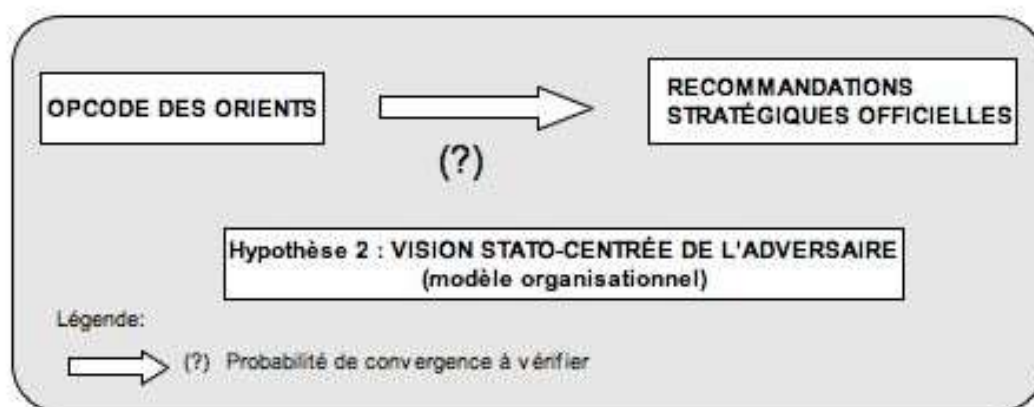 OPCODE DES ORIENTS
RECOMMANDATIONS
STRATÉGIQUES OFFICIELLES
(?)
Hypothèse 2 : VISION STATO-CENTRÉE DE L'ADVERSAIRE
(modèle organisationnel)
Légende:
(?) Probabilité de convergence à vérifier